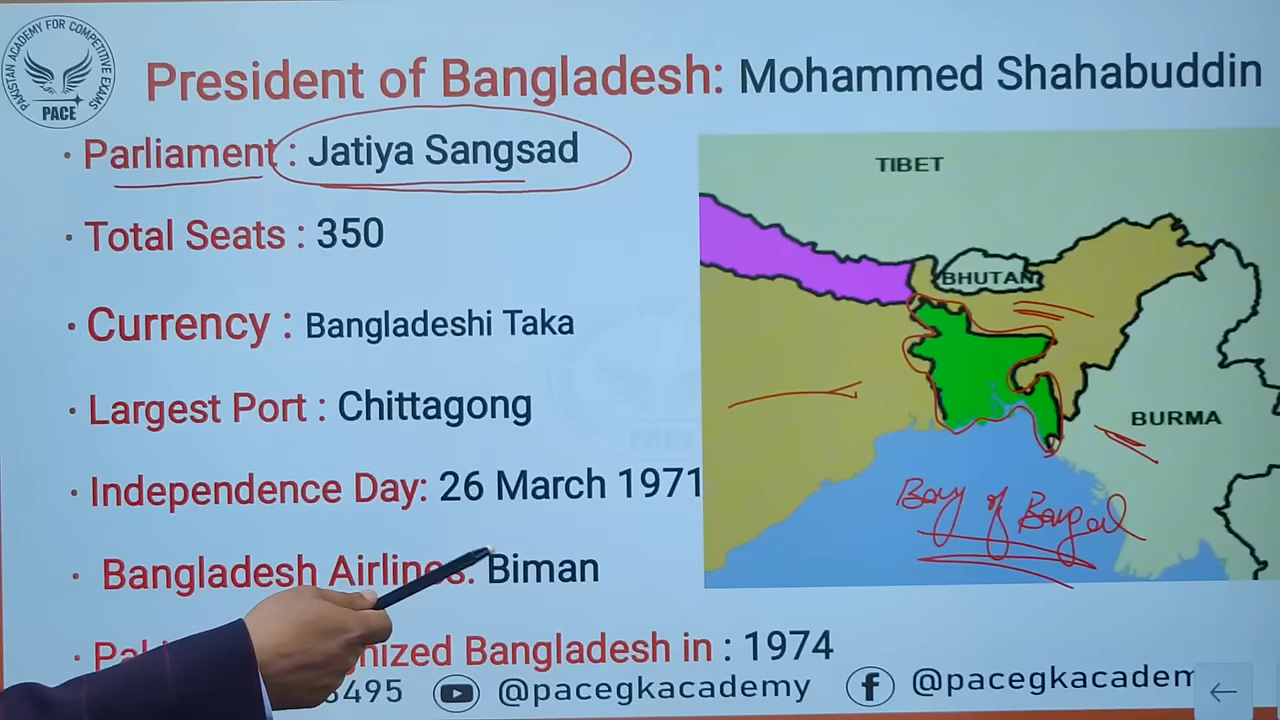 PAKISTAN ACADEMY FOR COMPETITIVE EXAMS
PACE
President of Bangladesh: Mohammed Shahabuddin
· Parliament : Jatiya Sangsad
· Total Seats : 350
· Currency : Bangladeshi Taka
· Largest Port : Chittagong
· Independence Day: 26 March 1971
· Bangladesh Airlines: Biman
· nized Bangladesh in : 1974
495 @pacegkacademy @pacegkacadem
TIBET
BHUTAN
BURMA
Bay of Bangal